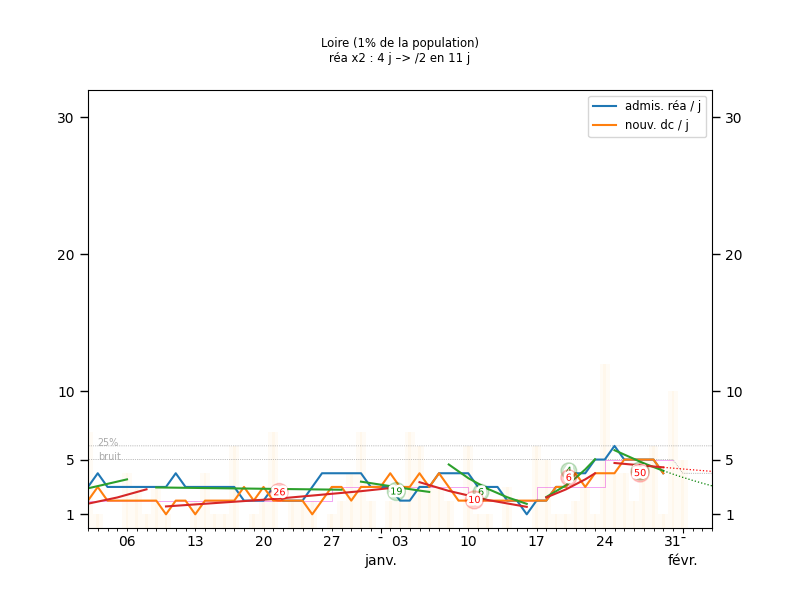 Loire (1% de la population)
réa x2 : 4 j –> /2 en 11 j
admis. réa / j
nouv. dc / j
30 30
20 20
10 10
25%
bruit
5 5
4
6
50
26 19 6
10
1 1
06 13 20 27 03 10 17 24 31
janv. févr.